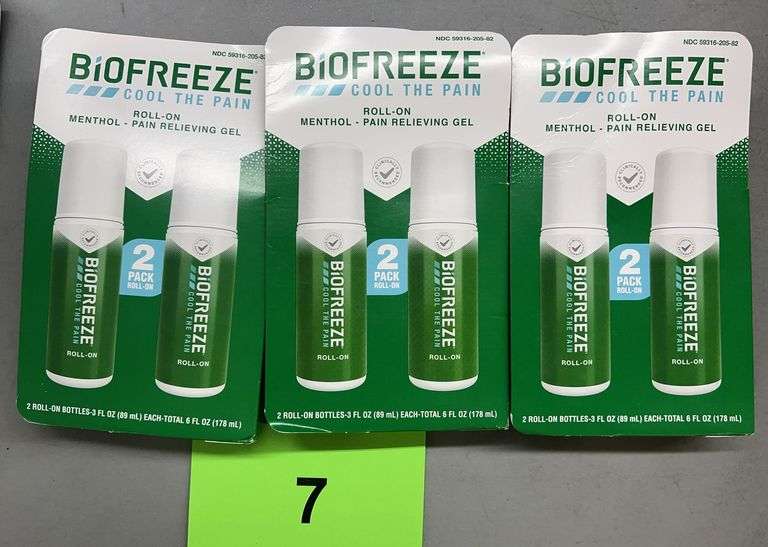 NDC 59316-205-82
BiOFREEZE
COOL THE PAIN
ROLL-ON
MENTHOL - PAIN RELIEVING GEL
CLINICALLY RECOMMENDED
2
PACK
ROLL-ON
BiOFREEZE
COOL THE PAIN
ROLL-ON
BiOFREEZE
COOL THE PAIN
ROLL-ON
2 ROLL-ON BOTTLES-3 FL OZ (89 mL) EACH-TOTAL 6 FL OZ (178 mL)
NDC 59316-205-82
BiOFREEZE
COOL THE PAIN
ROLL-ON
MENTHOL - PAIN RELIEVING GEL
CLINICALLY RECOMMENDED
2
PACK
ROLL-ON
BiOFREEZE
COOL THE PAIN
ROLL-ON
BiOFREEZE
COOL THE PAIN
ROLL-ON
2 ROLL-ON BOTTLES-3 FL OZ (89 mL) EACH-TOTAL 6 FL OZ (178 mL)
NDC 59316-205-82
BiOFREEZE
COOL THE PAIN
ROLL-ON
MENTHOL - PAIN RELIEVING GEL
CLINICALLY RECOMMENDED
2
PACK
ROLL-ON
BiOFREEZE
COOL THE PAIN
ROLL-ON
BiOFREEZE
COOL THE PAIN
ROLL-ON
2 ROLL-ON BOTTLES-3 FL OZ (89 mL) EACH-TOTAL 6 FL OZ (178 mL)
7